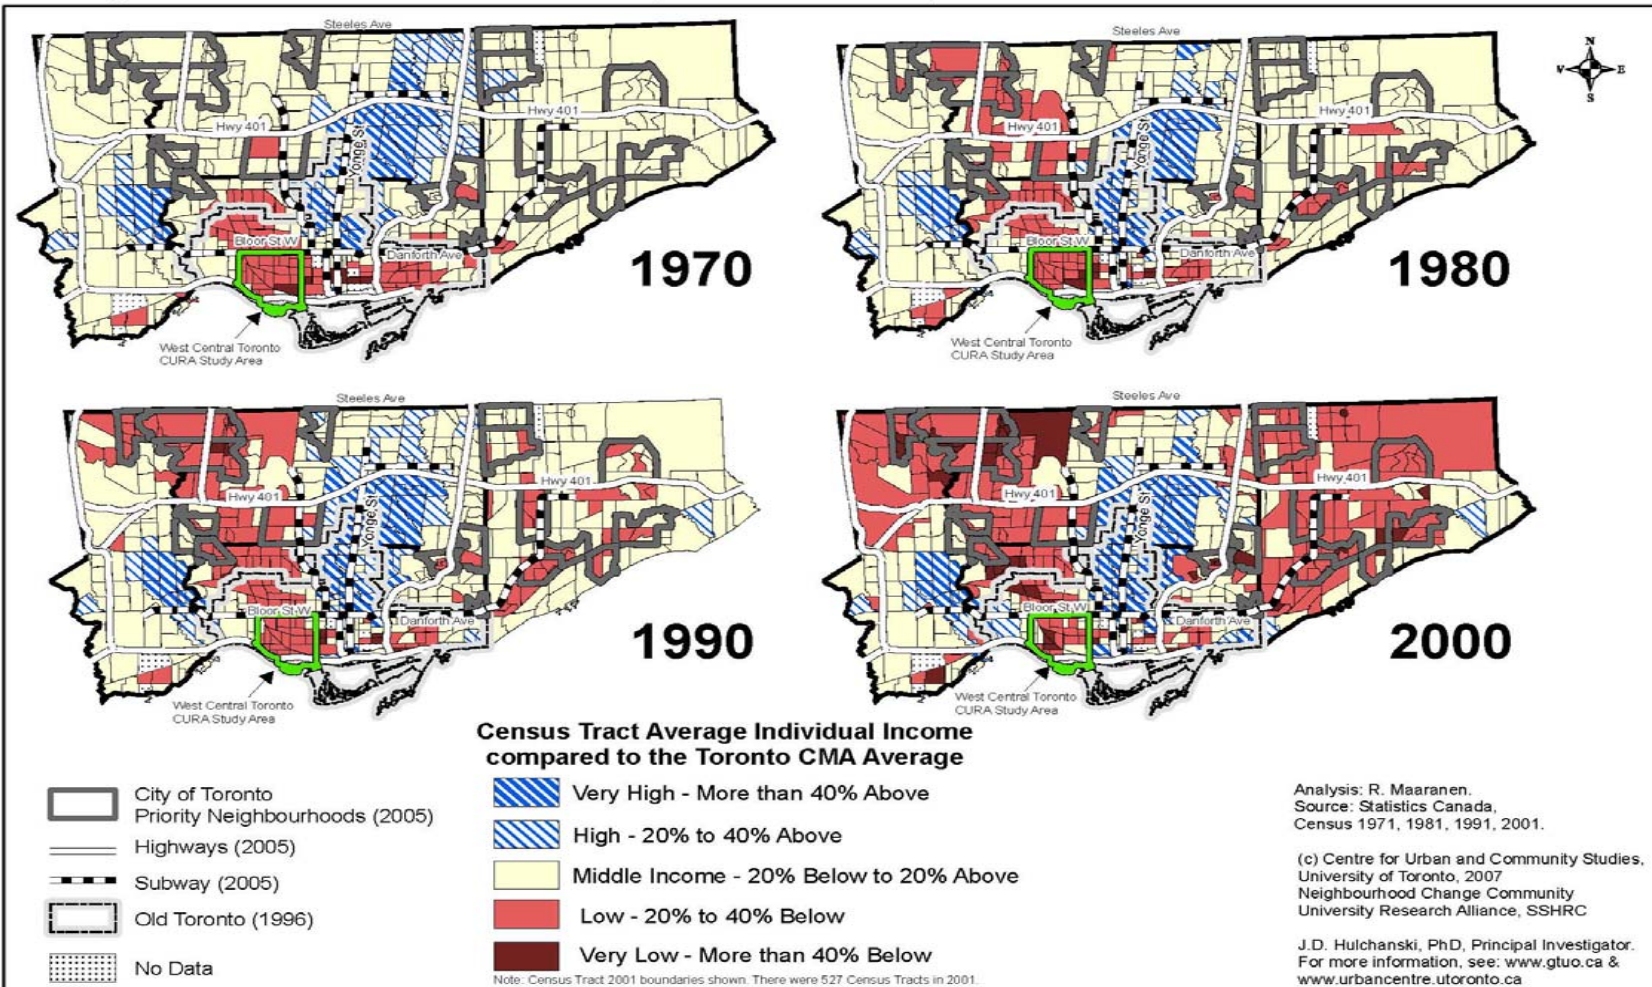 Steeles Ave
Hwy 401
Hwy 401
Yonge St
Bloor St W
Danforth Ave
1970
West Central Toronto
CURA Study Area
Steeles Ave
N
E
S
Hwy 401
Hwy 401
Yonge St
Bloor St W
Danforth Ave
1980
West Central Toronto
CURA Study Area
Steeles Ave
Hwy 401
Hwy 401
Yonge St
Bloor St W
Danforth Ave
1990
West Central Toronto
CURA Study Area
Steeles Ave
Hwy 401
Hwy 401
Yonge St
Bloor St W
Danforth Ave
2000
West Central Toronto
CURA Study Area
Census Tract Average Individual Income
compared to the Toronto CMA Average
City of Toronto
Priority Neighbourhoods (2005)
Highways (2005)
Subway (2005)
Old Toronto (1996)
No Data
Very High - More than 40% Above
High - 20% to 40% Above
Middle Income - 20% Below to 20% Above
Low - 20% to 40% Below
Very Low - More than 40% Below
Note: Census Tract 2001 boundaries shown. There were 527 Census Tracts in 2001.
Analysis: R. Maaranen.
Source: Statistics Canada,
Census 1971, 1981, 1991, 2001.
(c) Centre for Urban and Community Studies,
University of Toronto, 2007
Neighbourhood Change Community
University Research Alliance, SSHRC
J.D. Hulchanski, PhD, Principal Investigator.
For more information, see: www.gtuo.ca &
www.urbancentre.utoronto.ca